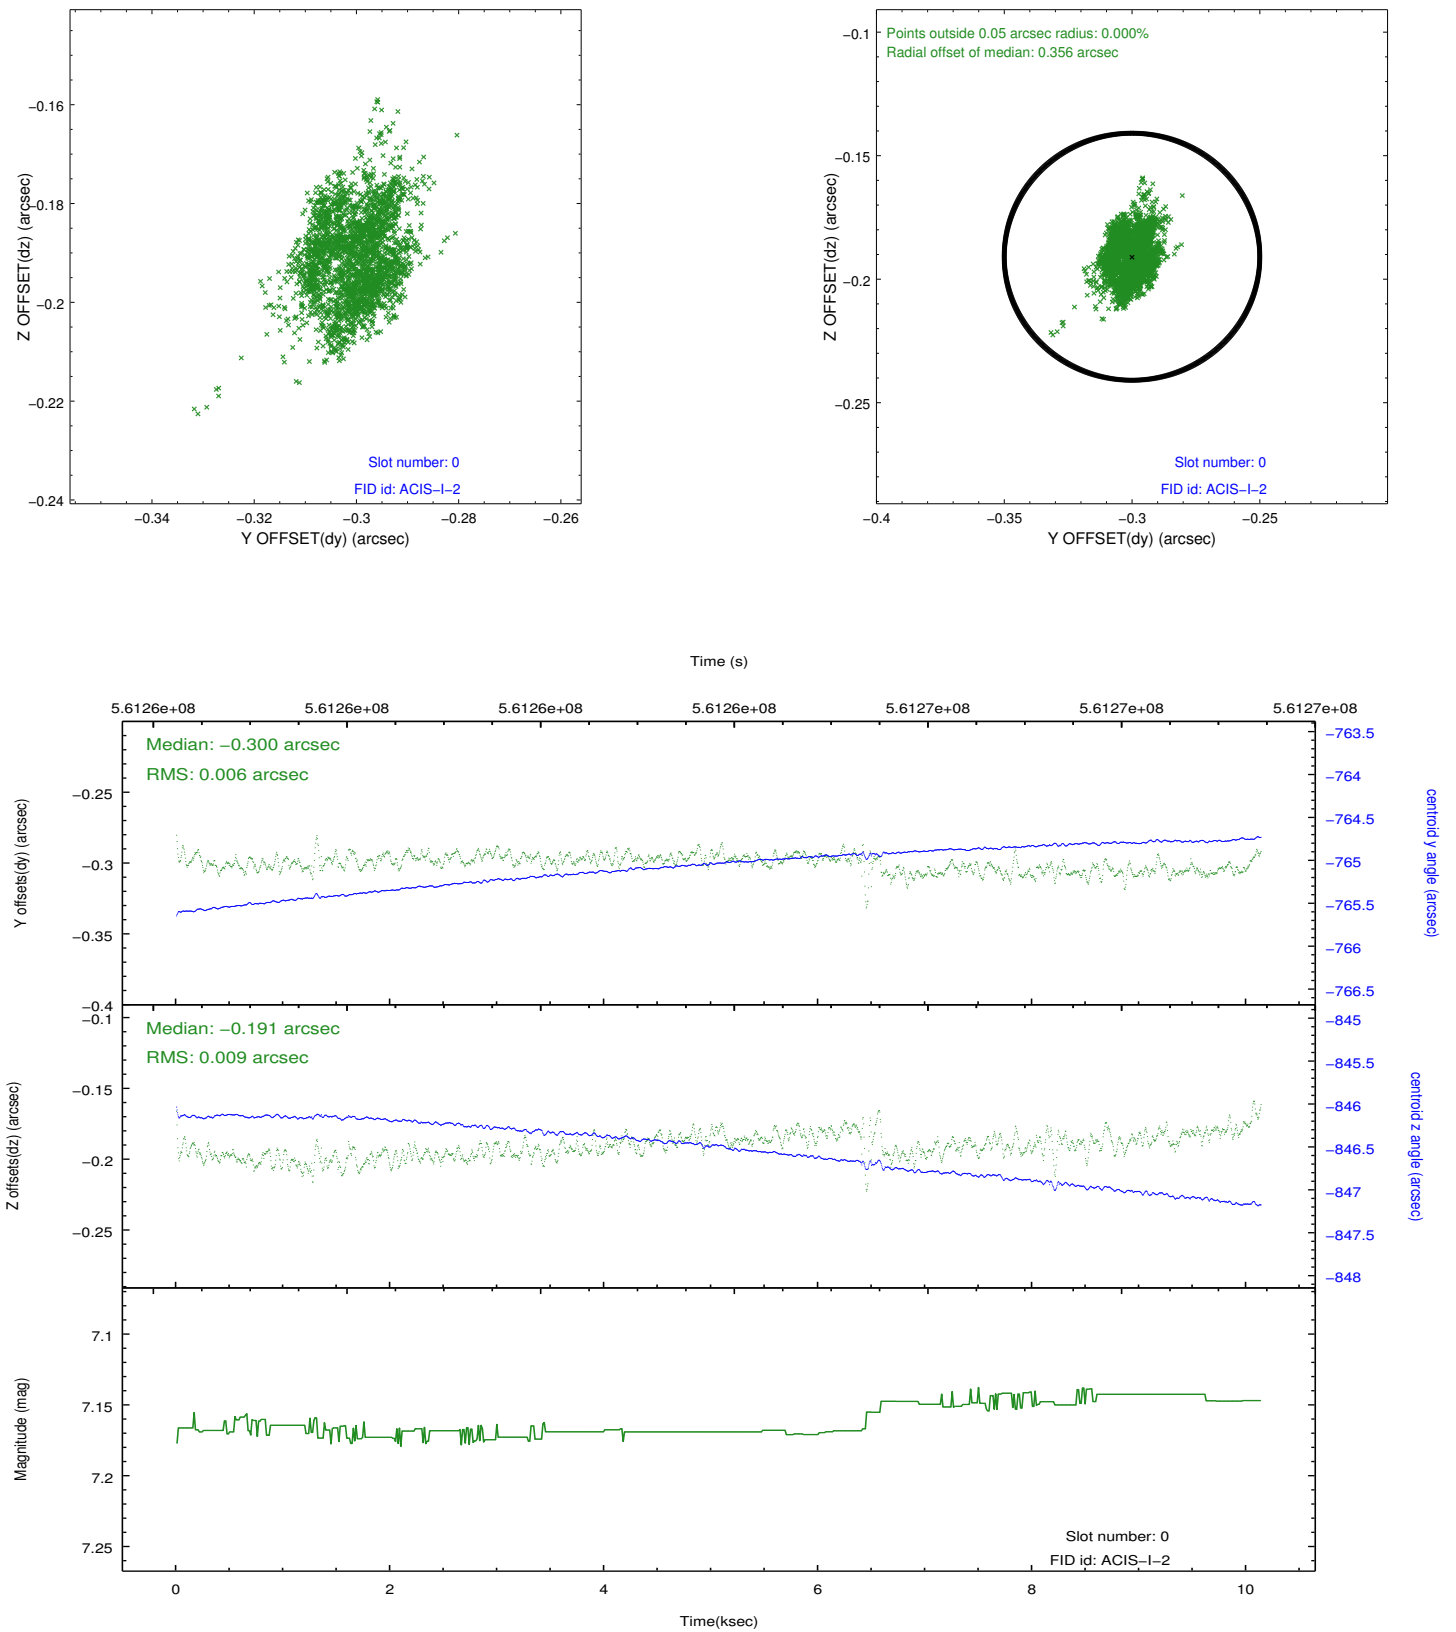 −0.16
−0.18
−0.2
−0.22
−0.24
Z OFFSET(dz) (arcsec)
Slot number: 0
FID id: ACIS−I−2
−0.34
−0.32
−0.3
−0.28
−0.26
Y OFFSET(dy) (arcsec)
Points outside 0.05 arcsec radius: 0.000%
Radial offset of median: 0.356 arcsec
−0.1
−0.15
−0.2
−0.25
Z OFFSET(dz) (arcsec)
Slot number: 0
FID id: ACIS−I−2
−0.4
−0.35
−0.3
−0.25
Y OFFSET(dy) (arcsec)
Time (s)
5.6126e+08
5.6126e+08
5.6126e+08
5.6126e+08
5.6127e+08
5.6127e+08
5.6127e+08
Median: −0.300 arcsec
RMS: 0.006 arcsec
−0.25
−0.3
−0.35
−0.4
Y offsets(dy) (arcsec)
−763.5
−764
−764.5
−765
−765.5
−766
−766.5
centroid y angle (arcsec)
Median: −0.191 arcsec
RMS: 0.009 arcsec
−0.1
−0.15
−0.2
−0.25
Z offsets(dz) (arcsec)
−845
−845.5
−846
−846.5
−847
−847.5
−848
centroid z angle (arcsec)
7.1
7.15
7.2
7.25
Magnitude (mag)
Slot number: 0
FID id: ACIS−I−2
0
2
4
6
8
10
Time(ksec)